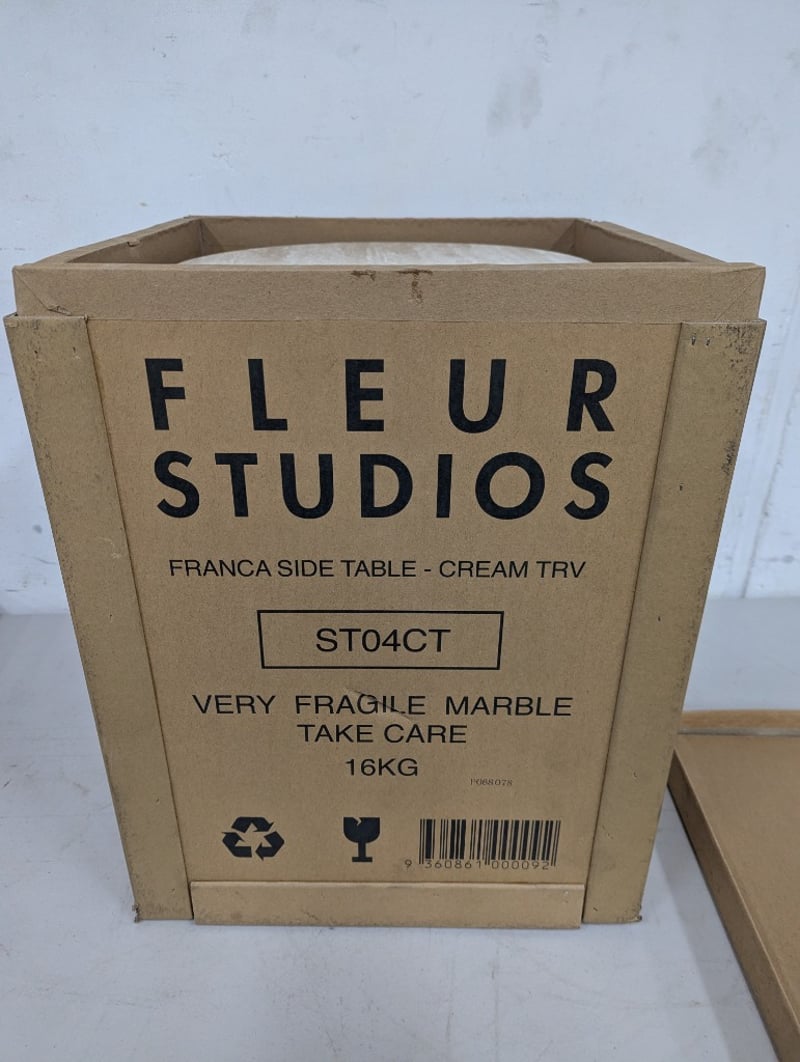 FLEUR
STUDIOS
FRANCA SIDE TABLE - CREAM TRV
ST04CT
VERY FRAGILE MARBLE
TAKE CARE
16KG
P068078
9 360861 000092